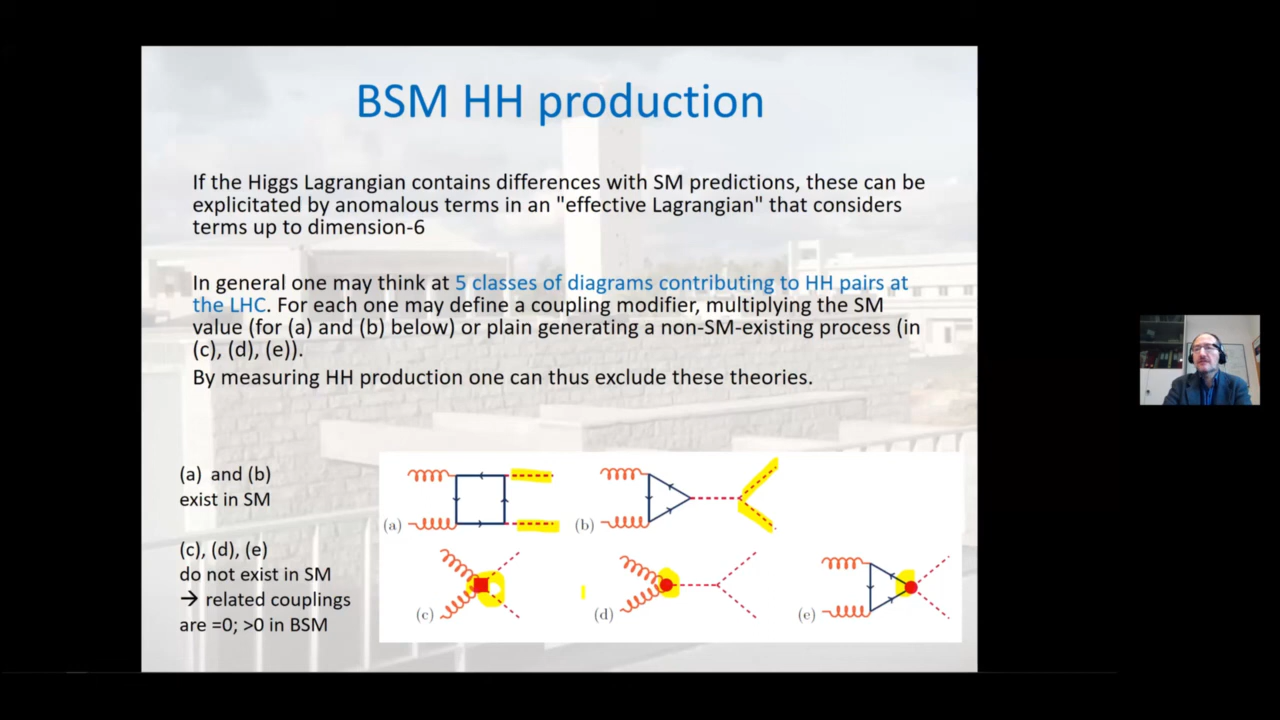 BSM HH production
If the Higgs Lagrangian contains differences with SM predictions, these can be
explicitated by anomalous terms in an "effective Lagrangian" that considers
terms up to dimension-6
In general one may think at 5 classes of diagrams contributing to HH pairs at
the LHC. For each one may define a coupling modifier, multiplying the SM
value (for (a) and (b) below) or plain generating a non-SM-existing process (in
(c), (d), (e)).
By measuring HH production one can thus exclude these theories.
(a) and (b)
exist in SM
(c), (d), (e)
do not exist in SM
→ related couplings
are =0; >0 in BSM
(a)
(b)
(c)
(d)
(e)